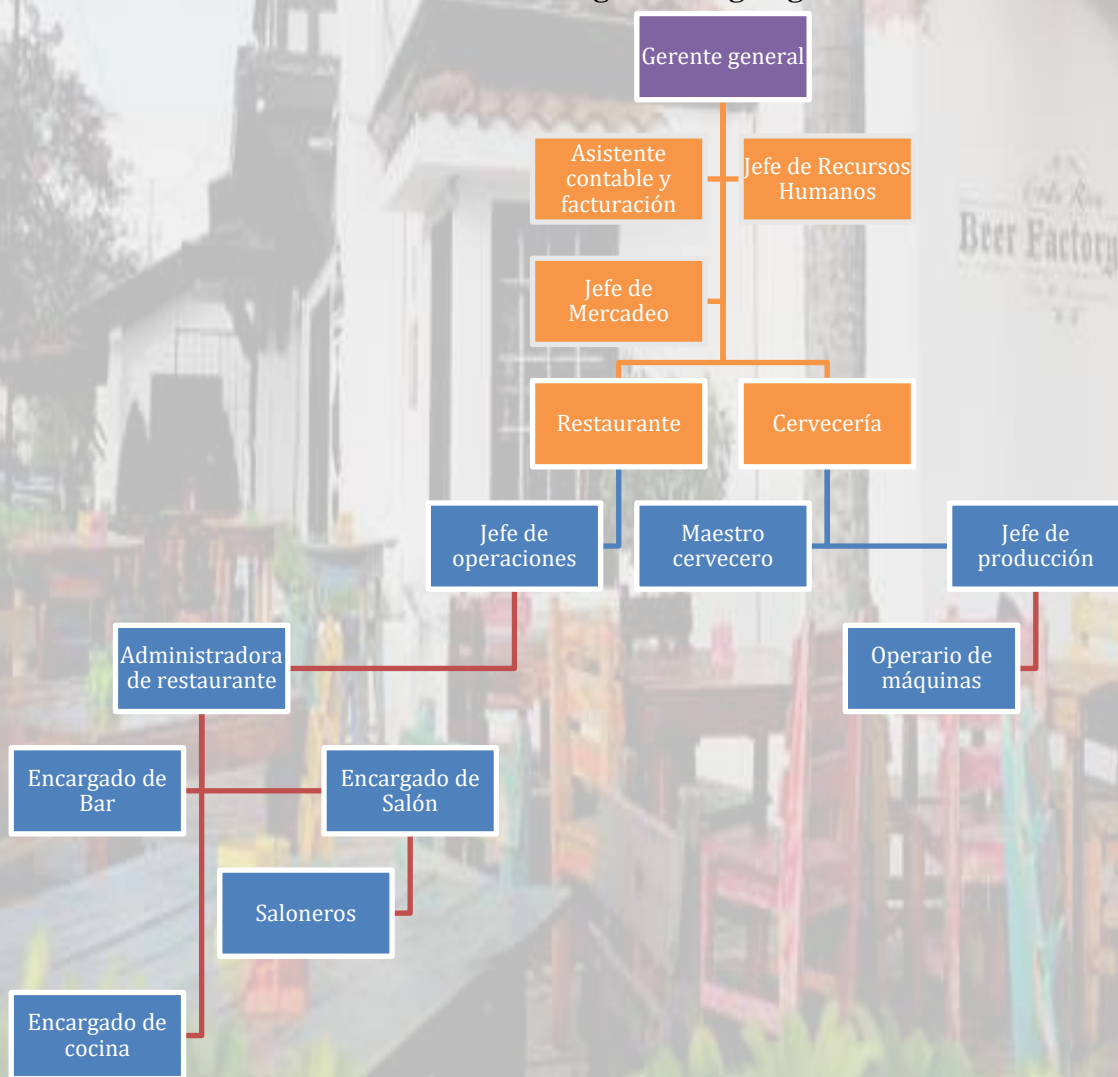 Gerente general
Asistente
contable y
facturación
Jefe de Recursos
Humanos
Jefe de
Mercadeo
Beer Factory
Restaurante
Cervecería
Jefe de
operaciones
Maestro
cervecero
Jefe de
producción
Administradora
de restaurante
Operario de
máquinas
Encargado de
Bar
Encargado de
Salón
Saloneros
Encargado de
cocina